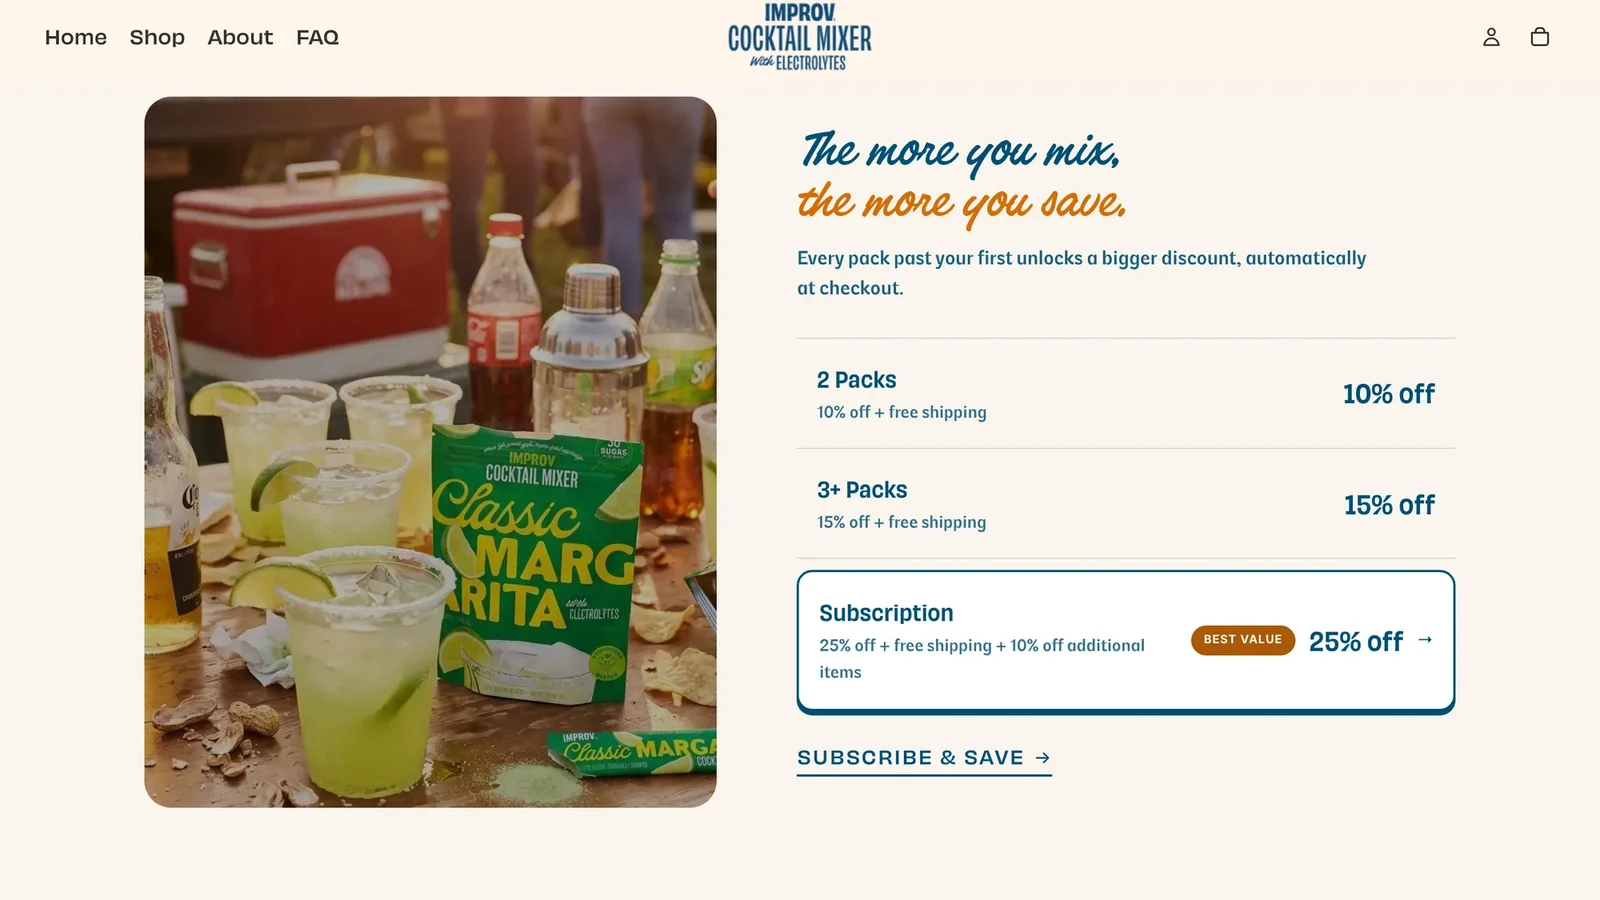 Home Shop About FAQ
IMPROV
COCKTAIL MIXER
With ELECTROLYTES
The more you mix,
the more you save.
Every pack past your first unlocks a bigger discount, automatically
at checkout.
2 Packs
10% off + free shipping
10% off
3+ Packs
15% off + free shipping
15% off
Subscription
25% off + free shipping + 10% off additional
items
BEST VALUE
25% off →
SUBSCRIBE & SAVE →
IMPROV
COCKTAIL MIXER
Classic
MARG
ARITA
with
ELECTROLYTES
SUGAR
IMPROV
Classic MARGA